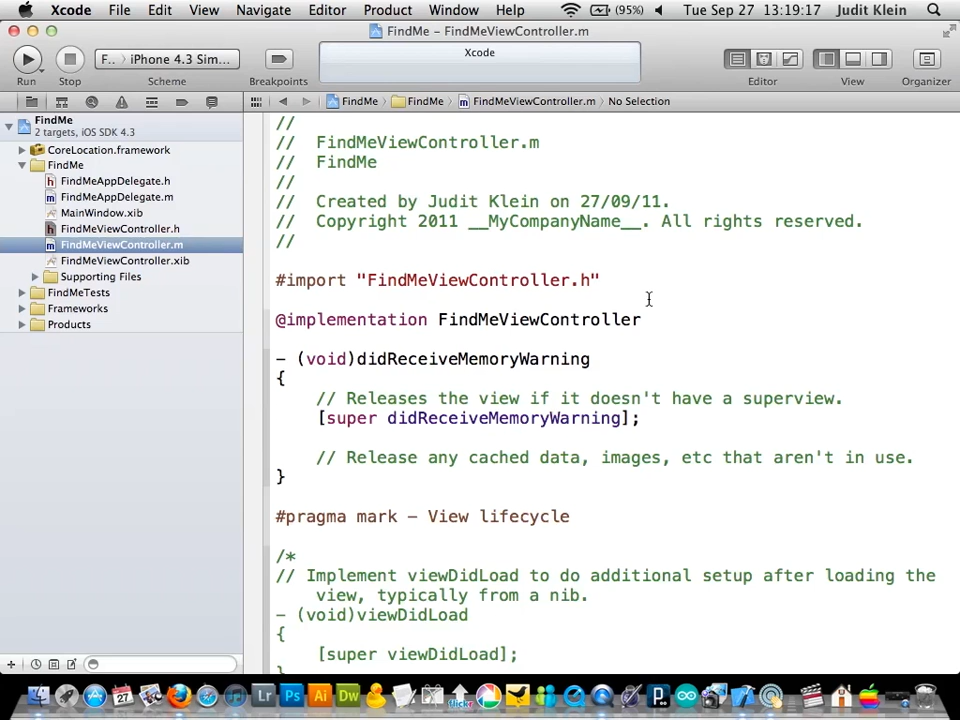 Xcode File Edit View Navigate Editor Product Window Help (95%) Tue Sep 27 13:19:17 Judit Klein
FindMe - FindMeViewController.m
F.. iPhone 4.3 Sim...
Xcode
Run Stop Scheme Breakpoints Editor View Organizer
FindMe FindMe FindMeViewController.m No Selection
FindMe
2 targets, iOS SDK 4.3
CoreLocation.framework
FindMe
FindMeAppDelegate.h
FindMeAppDelegate.m
MainWindow.xib
FindMeViewController.h
FindMeViewController.m
FindMeViewController.xib
Supporting Files
FindMeTests
Frameworks
Products
//
// FindMeViewController.m
// FindMe
//
// Created by Judit Klein on 27/09/11.
// Copyright 2011 __MyCompanyName__. All rights reserved.
//
#import "FindMeViewController.h"
@implementation FindMeViewController
- (void)didReceiveMemoryWarning
{
// Releases the view if it doesn't have a superview.
[super didReceiveMemoryWarning];
// Release any cached data, images, etc that aren't in use.
}
#pragma mark - View lifecycle
/*
// Implement viewDidLoad to do additional setup after loading the
view, typically from a nib.
- (void)viewDidLoad
{
[super viewDidLoad];
}
27 Lr Ps Ai Dw flickr p.